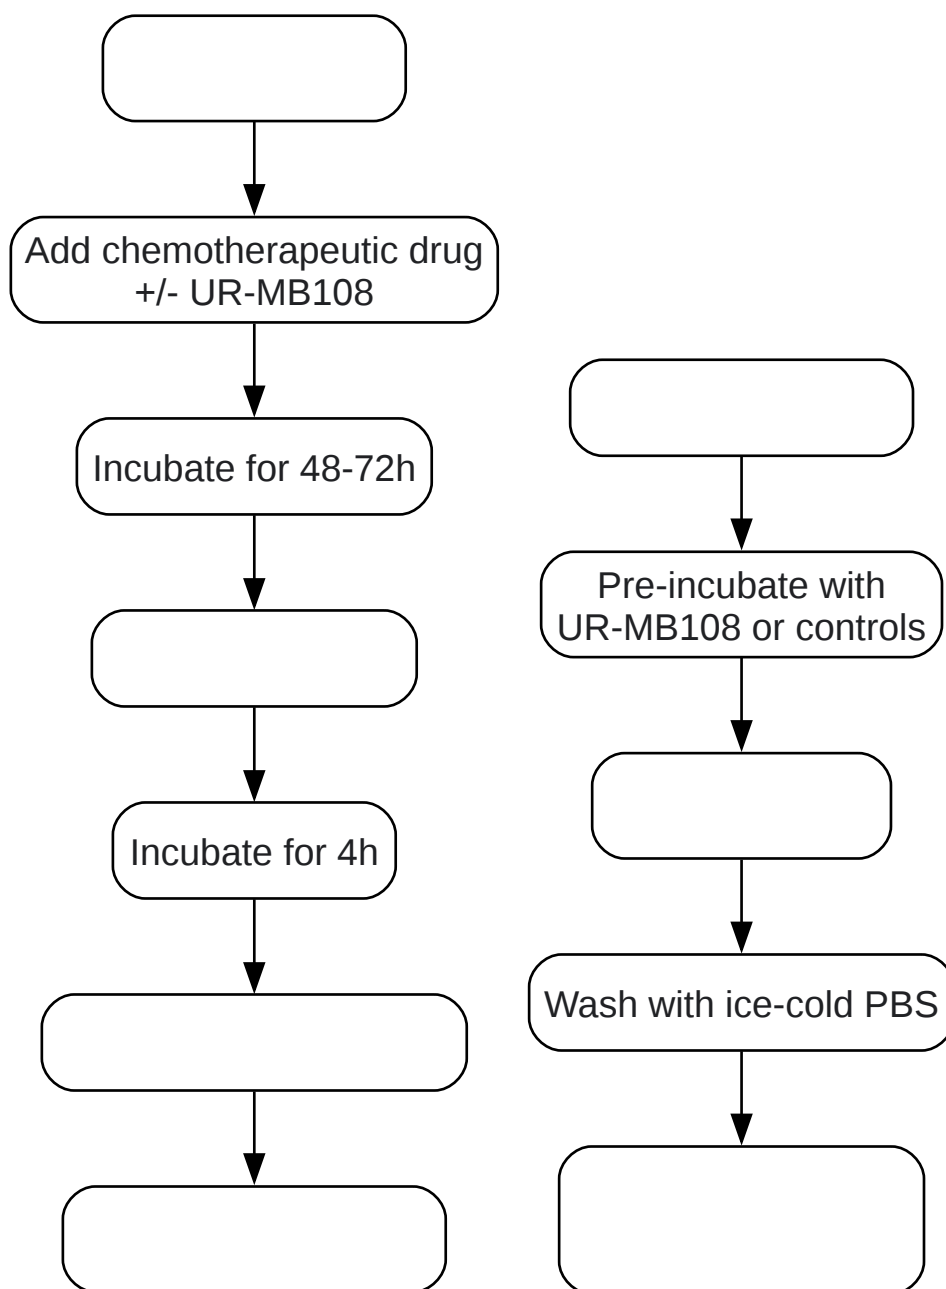 Add chemotherapeutic drug
+/- UR-MB108
Incubate for 48-72h
Incubate for 4h
Pre-incubate with
UR-MB108 or controls
Wash with ice-cold PBS